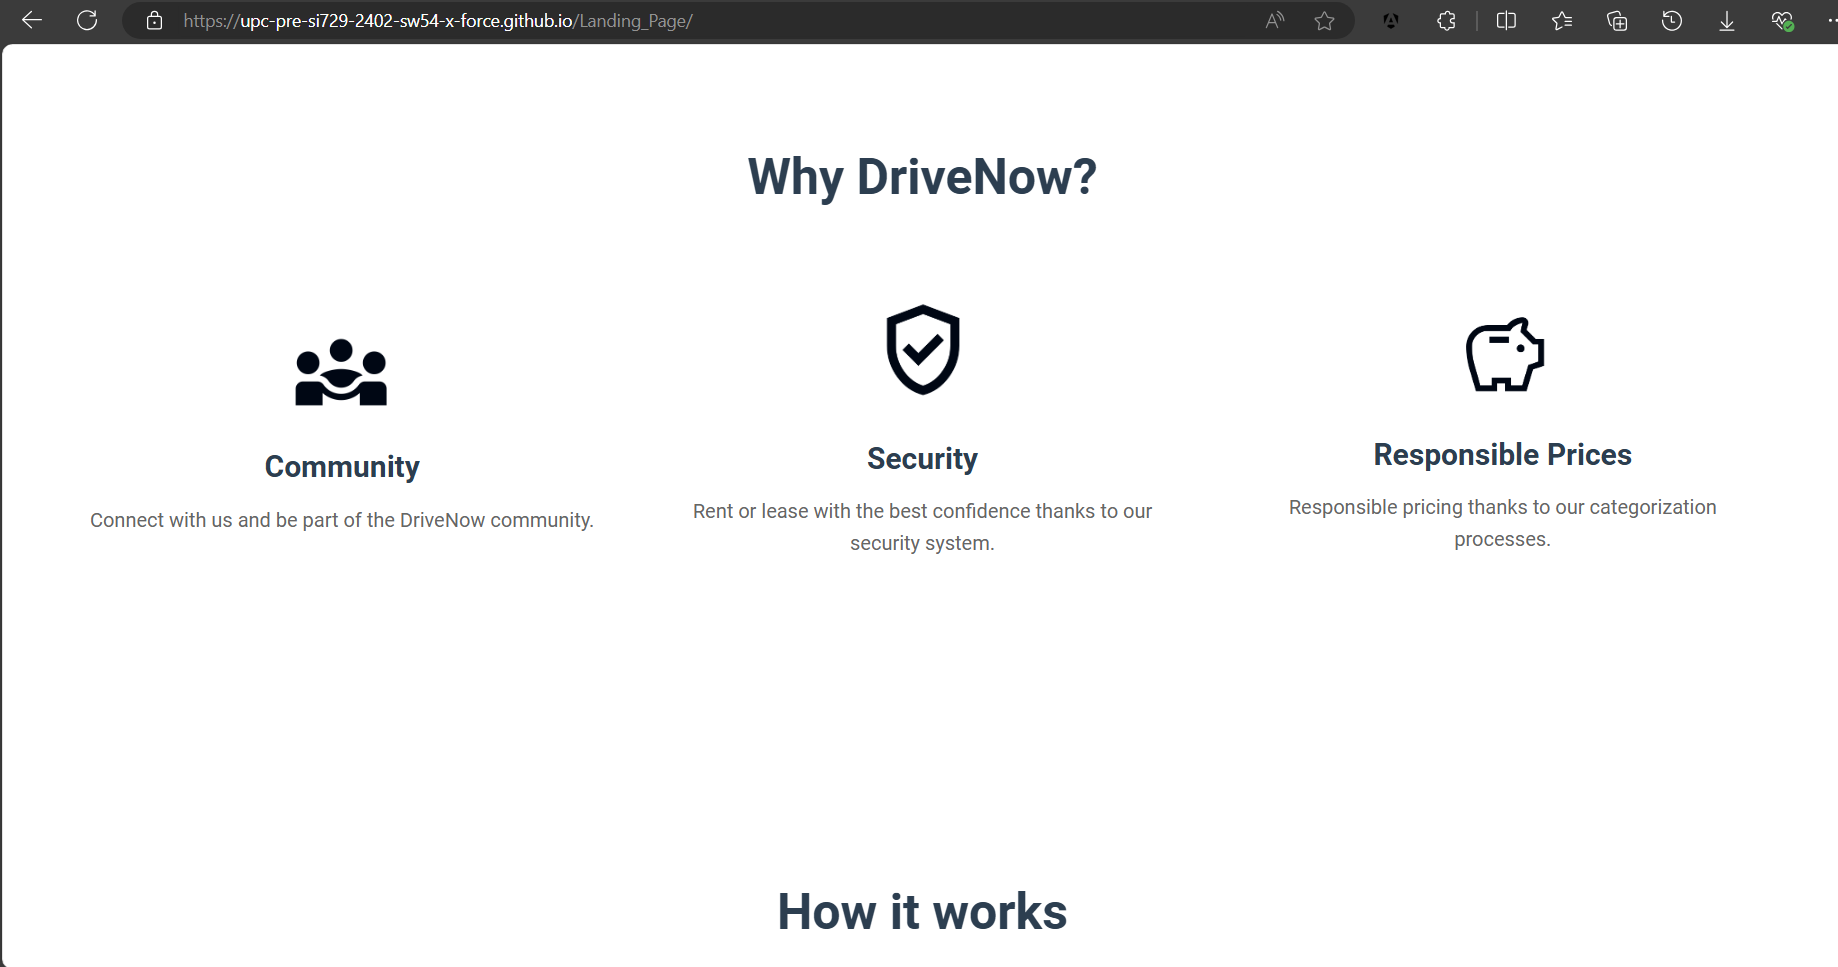 https://upc-pre-si729-2402-sw54-x-force.github.io/Landing_Page/
Why DriveNow?
Community
Connect with us and be part of the DriveNow community.
Security
Rent or lease with the best confidence thanks to our
security system.
Responsible Prices
Responsible pricing thanks to our categorization
processes.
How it works